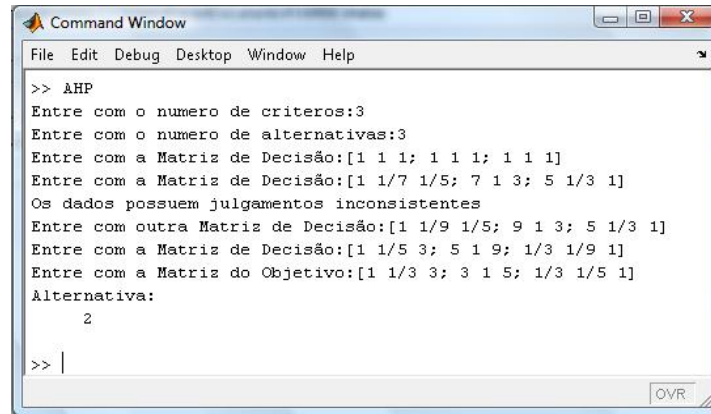 Command Window
File Edit Debug Desktop Window Help
>> AHP
Entre com o numero de criteros:3
Entre com o numero de alternativas:3
Entre com a Matriz de Decisão:[1 1 1; 1 1 1; 1 1 1]
Entre com a Matriz de Decisão:[1 1/7 1/5; 7 1 3; 5 1/3 1]
Os dados possuem julgamentos inconsistentes
Entre com outra Matriz de Decisão:[1 1/9 1/5; 9 1 3; 5 1/3 1]
Entre com a Matriz de Decisão:[1 1/5 3; 5 1 9; 1/3 1/9 1]
Entre com a Matriz do Objetivo:[1 1/3 3; 3 1 5; 1/3 1/5 1]
Alternativa:
2
>>
OVR